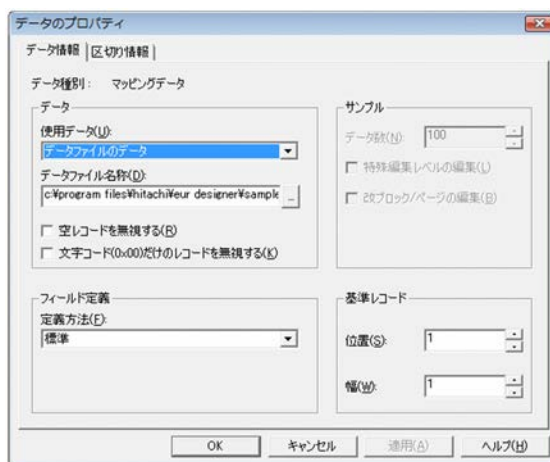 データのプロパティ
データ情報
区切り情報
データ種別： マッピングデータ
データ
使用データ(U):
データファイルのデータ
データファイル名称(D):
c:¥program files¥hitachi¥eur designer¥sample
...
空レコードを無視する(R)
文字コード(0x00)だけのレコードを無視する(K)
サンプル
データ数(N):
100
特殊編集レベルの編集(L)
改ブロック/ページの編集(B)
フィールド定義
定義方法(F):
標準
基準レコード
位置(S):
1
幅(W):
1
OK
キャンセル
適用(A)
ヘルプ(H)